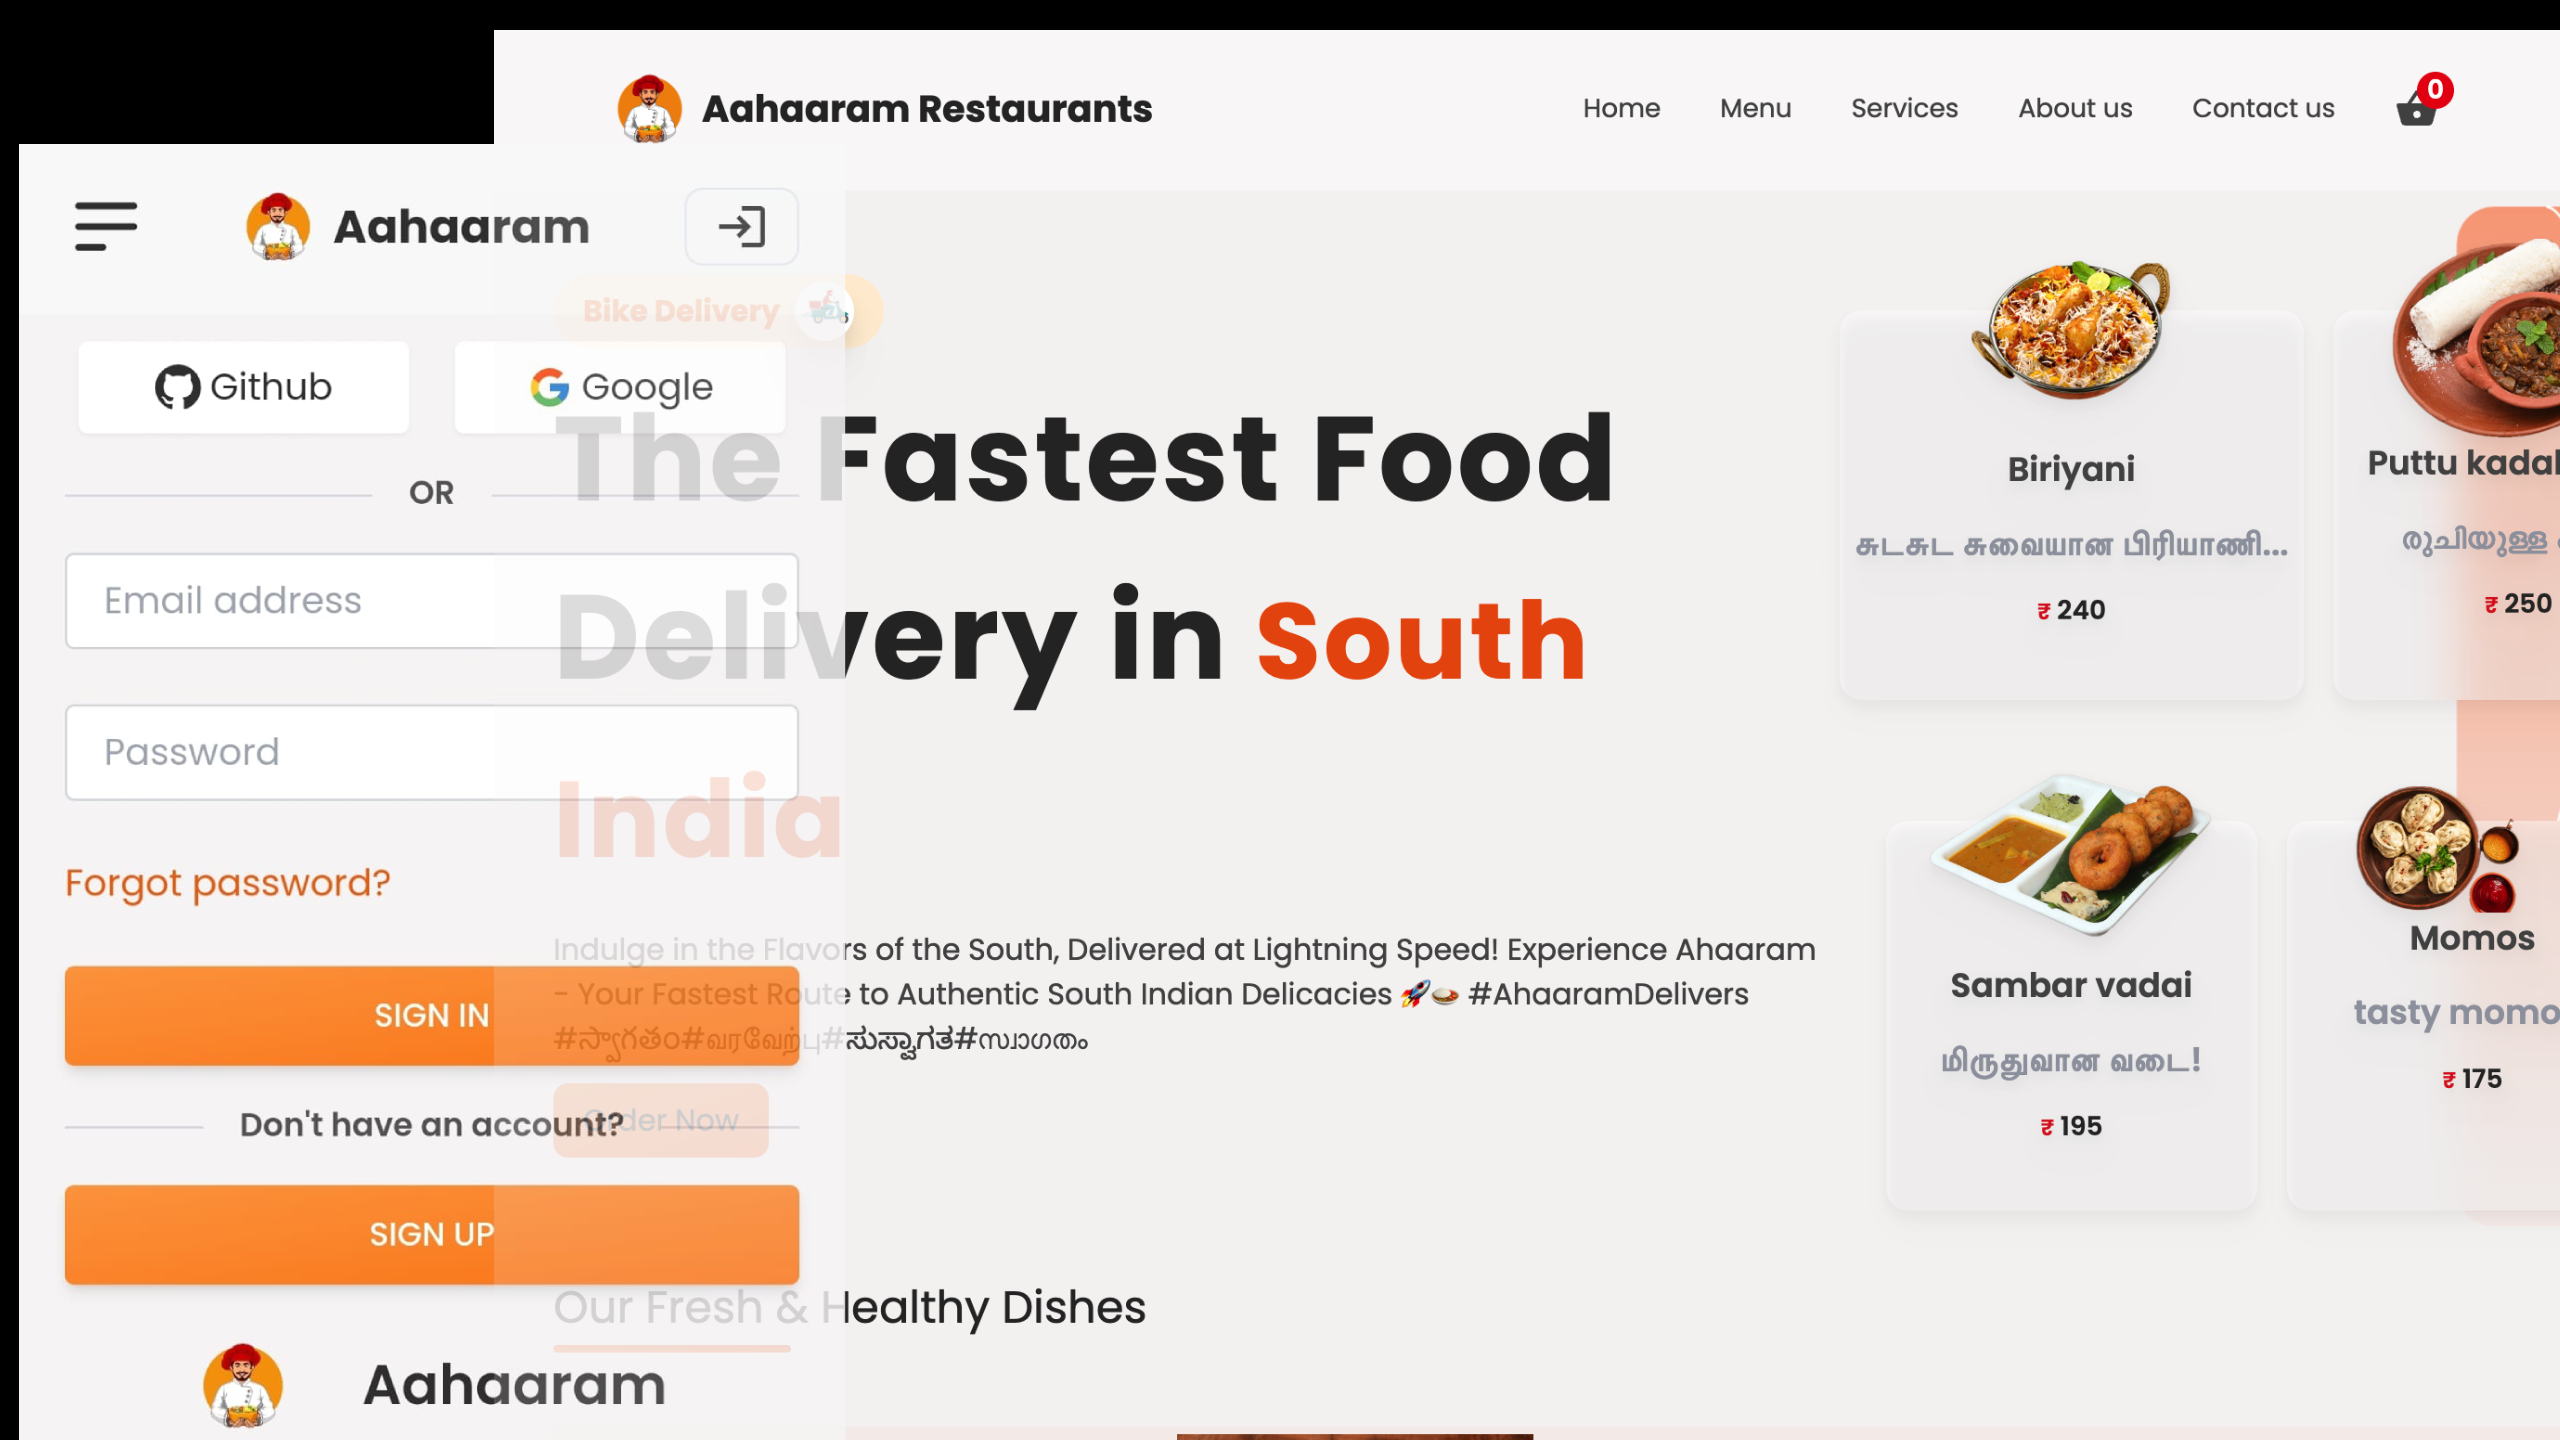 Aahaaram Restaurants
Home
Menu
Services
About us
Contact us
0
Aahaaram
Bike Delivery
Github
Google
OR
Email address
Password
Forgot password?
SIGN IN
Don't have an account?
SIGN UP
Aahaaram
The Fastest Food
Delivery in South
India
Indulge in the Flavors of the South, Delivered at Lightning Speed! Experience Ahaaram
- Your Fastest Route to Authentic South Indian Delicacies 🚀🍛 #AhaaramDelivers
#స్వాగతం#வரவேற்பு#ಸುಸ್ವಾಗತ#സ്വാഗതം
Order Now
Our Fresh & Healthy Dishes
Biriyani
சுடசுட சுவையான பிரியாணி...
₹ 240
Puttu
രുചിയുള്ള
₹ 250
Sambar vadai
மிருதுவான வடை!
₹ 195
Momos
tasty
₹ 175